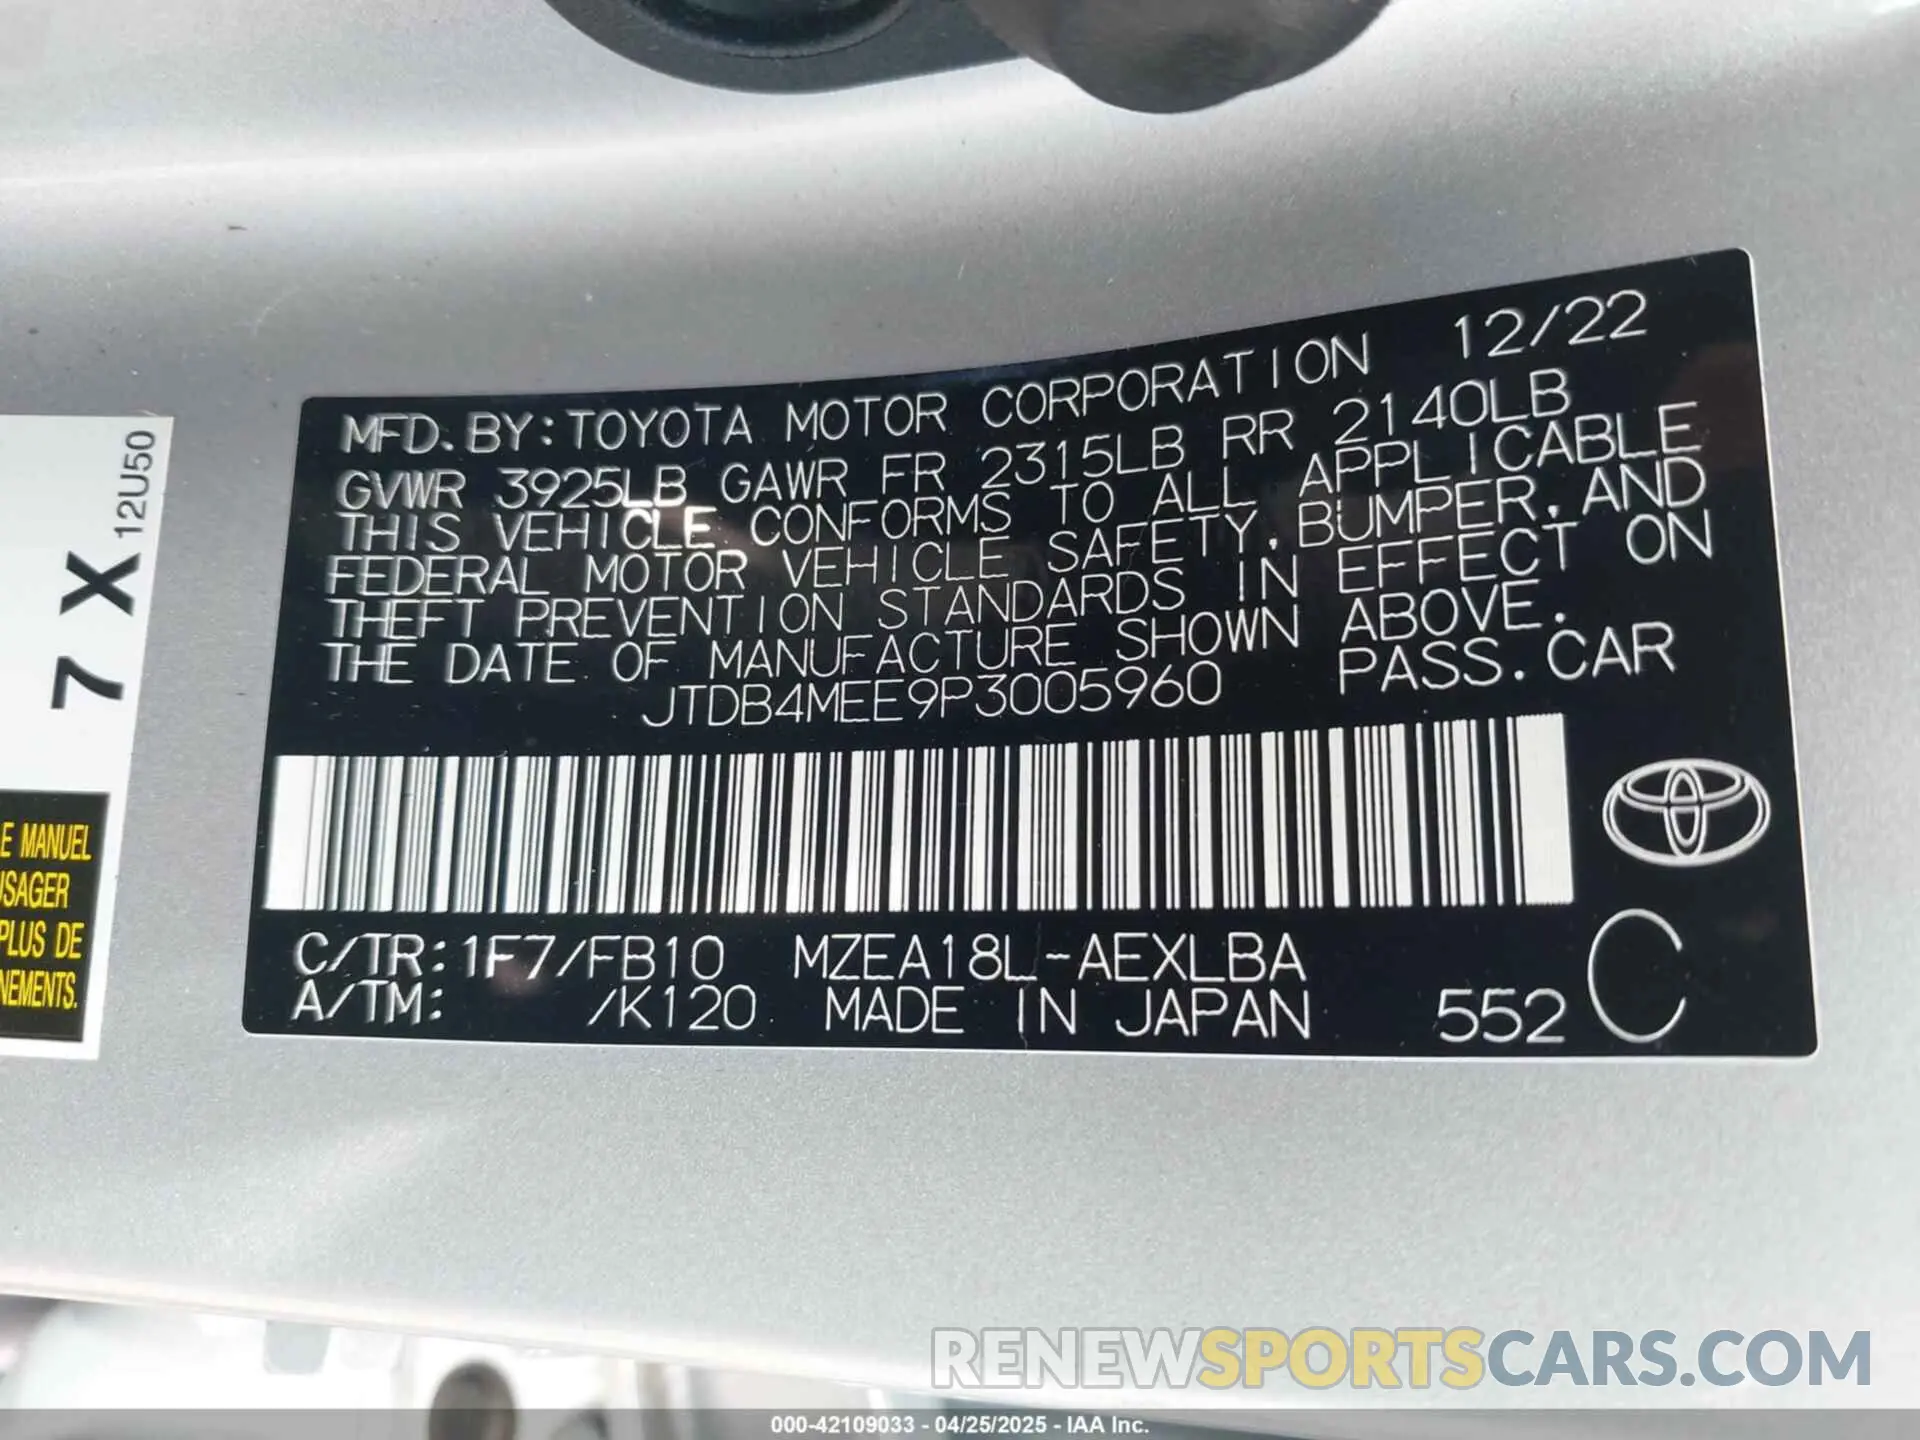 MFD. BY: TOYOTA MOTOR CORPORATION 12/22
GVWR 3925LB GAWR FR 2315LB RR 2140LB
THIS VEHICLE CONFORMS TO ALL APPLICABLE
FEDERAL MOTOR VEHICLE SAFETY, BUMPER, AND
THEFT PREVENTION STANDARDS IN EFFECT ON
THE DATE OF MANUFACTURE SHOWN ABOVE.
JTDB4MEE9P3005960 PASS. CAR
C/TR: 1F7/FB10 MZEA18L-AEXLBA
A/TM: /K120 MADE IN JAPAN 552 C
7 X 12U50
E MANUEL
USAGER
PLUS DE
NEMENTS.
RENEWSPORTSCARS.COM
000-42109033 - 04/25/2025 - IAA Inc.